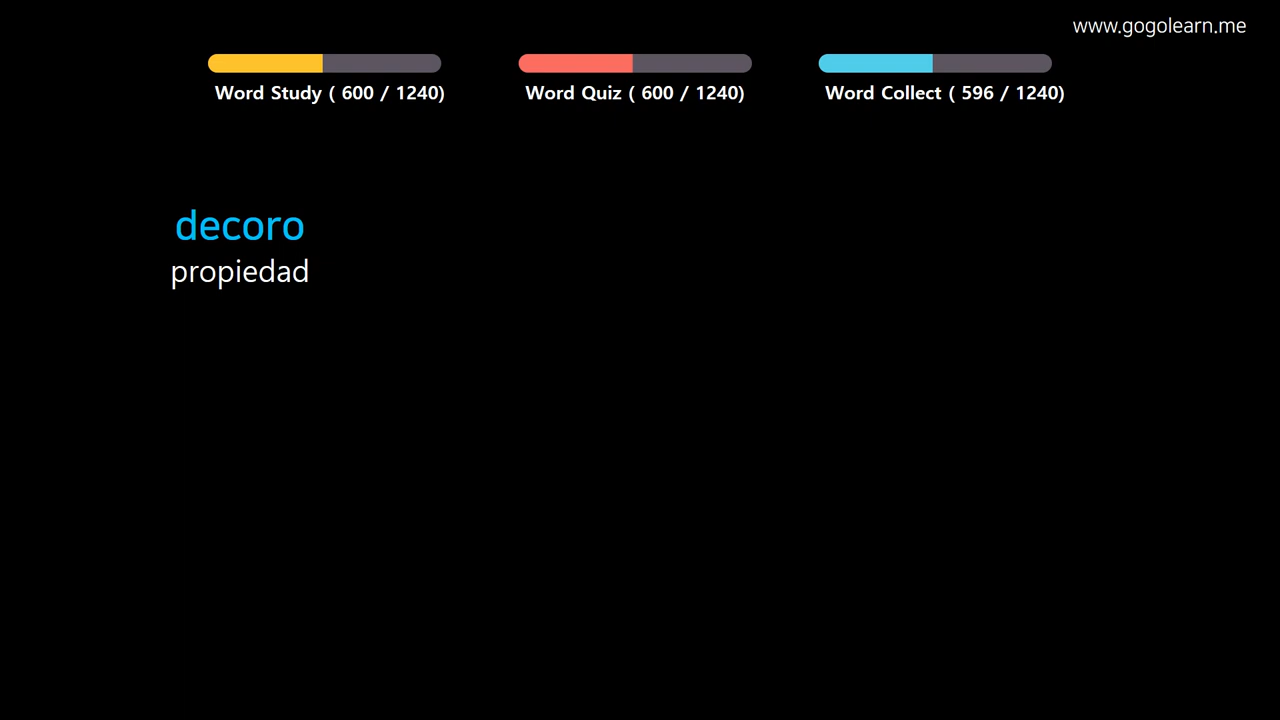 www.gogolearn.me
Word Study ( 600 / 1240)
Word Quiz ( 600 / 1240)
Word Collect ( 596 / 1240)
decoro
propiedad